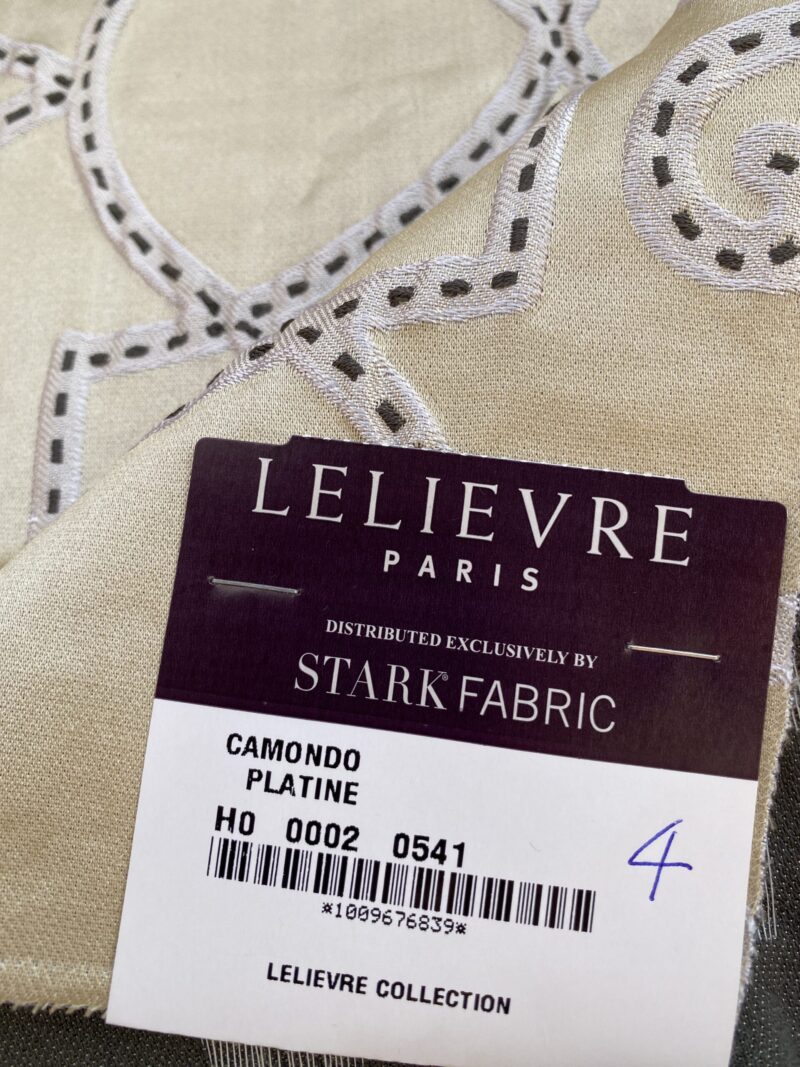 LELIEVRE
PARIS
DISTRIBUTED EXCLUSIVELY BY
STARK® FABRIC
CAMONDO
PLATINE
H0 0002 0541
*1009676839*
4
LELIEVRE COLLECTION